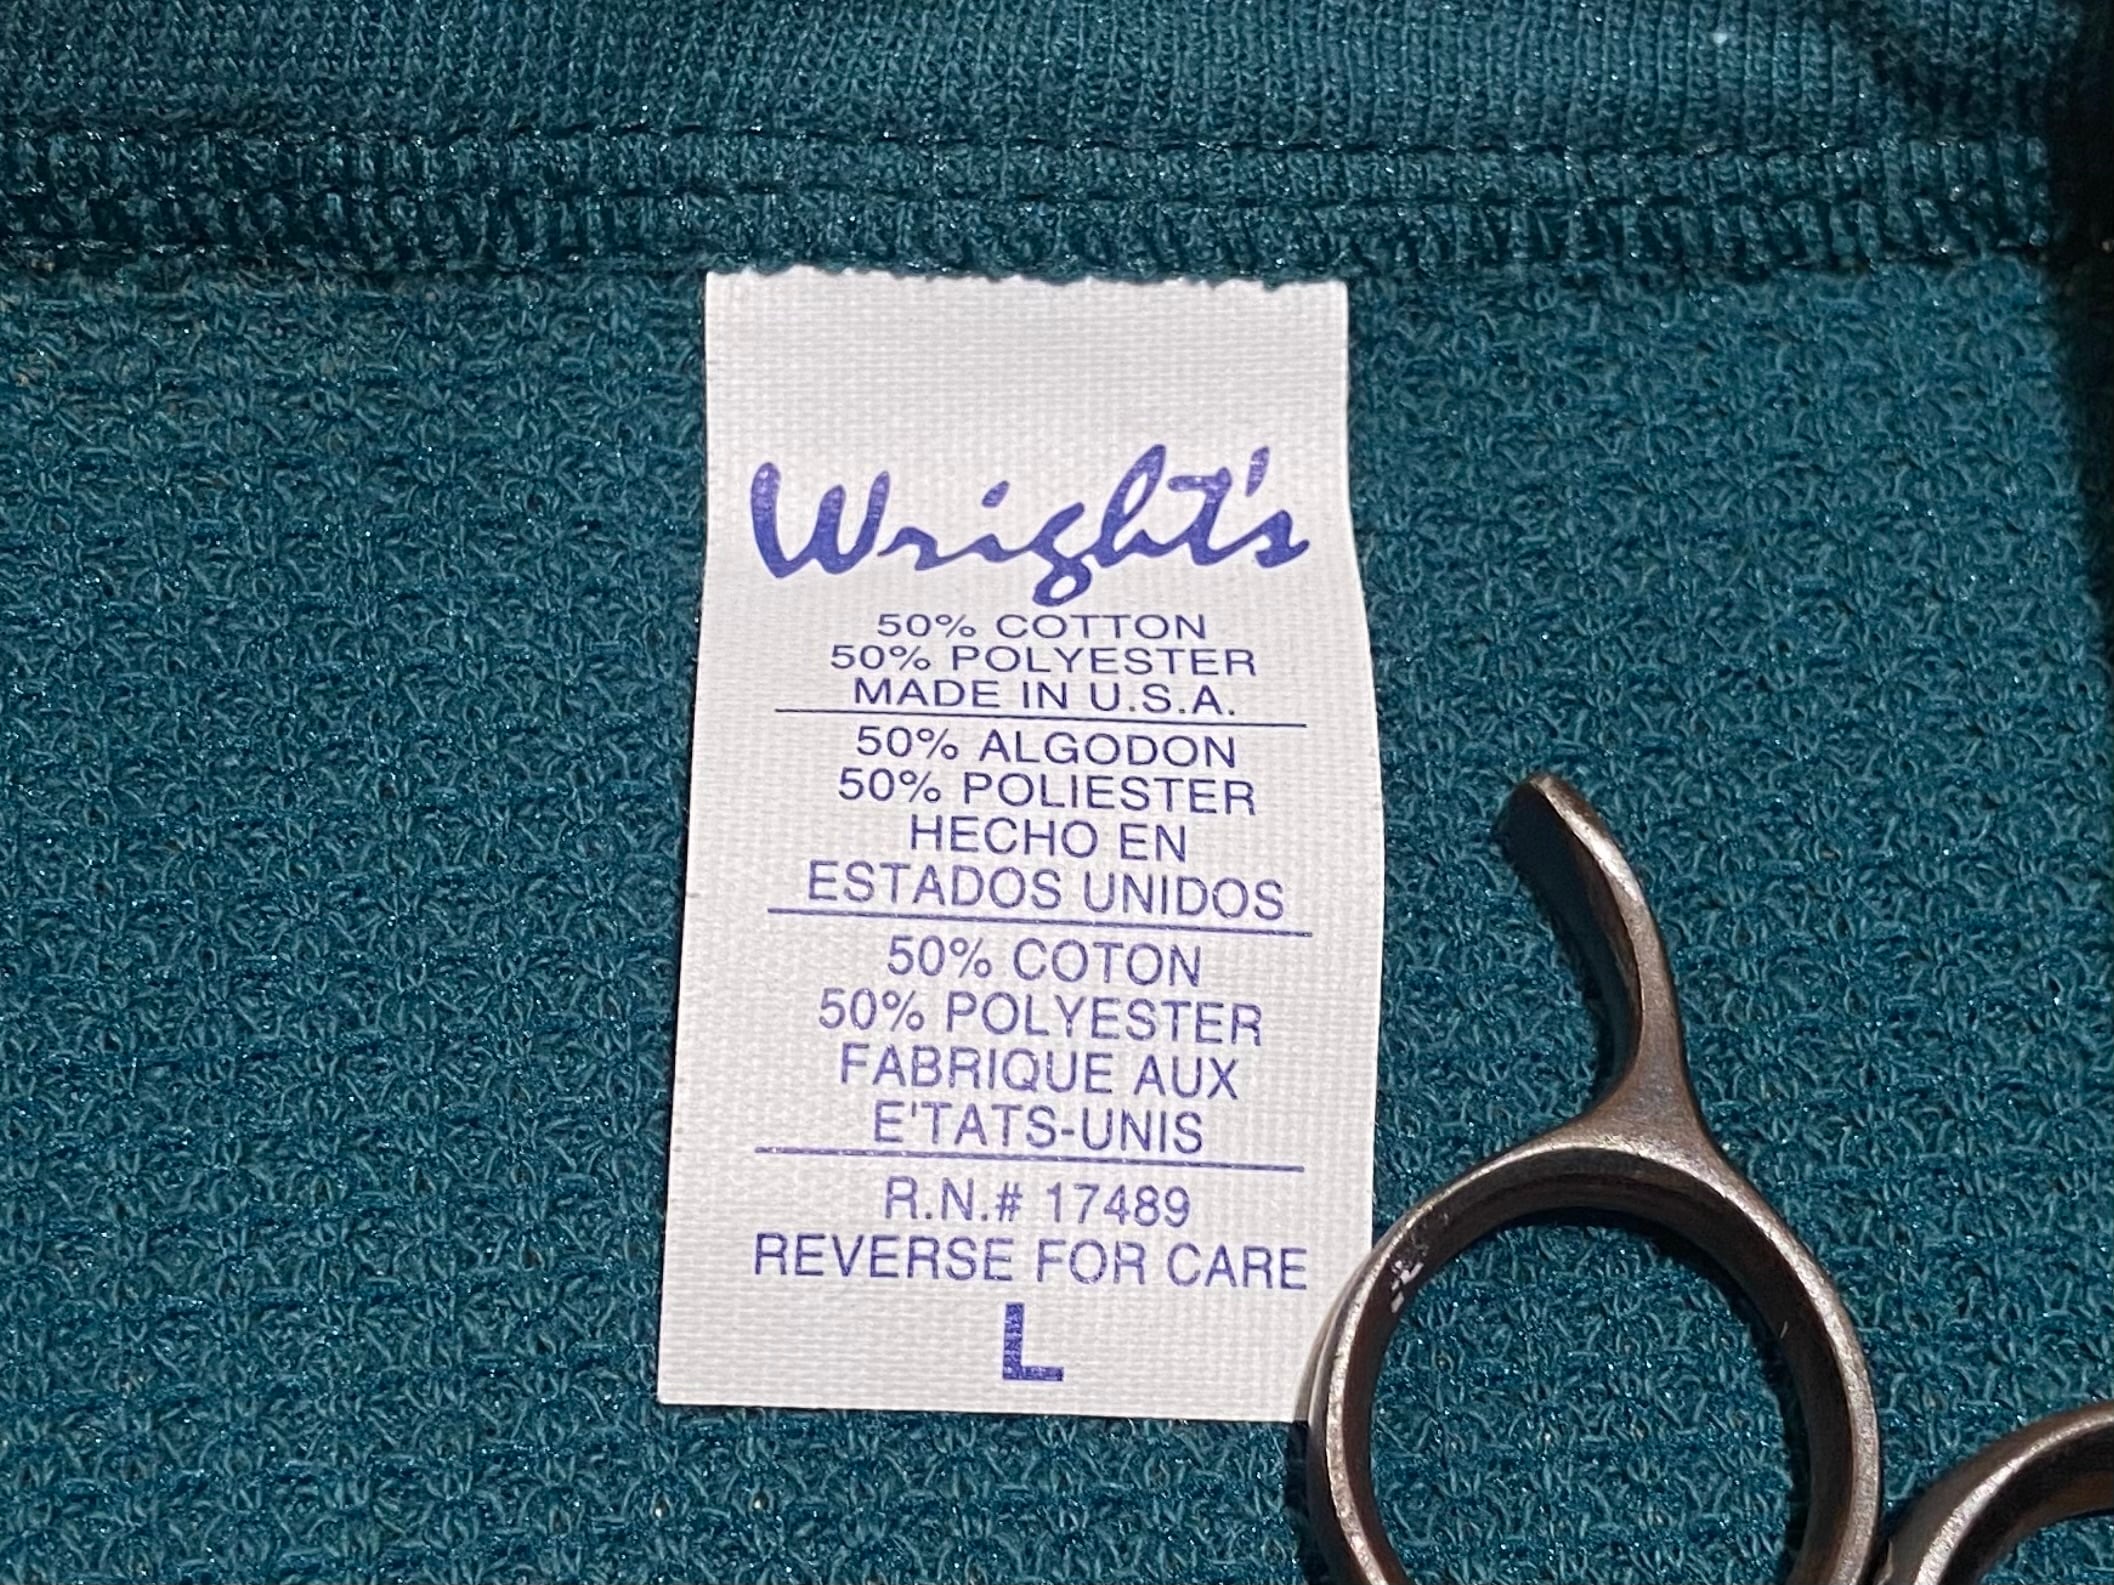 Wright's
50% COTTON
50% POLYESTER
MADE IN U.S.A.
50% ALGODON
50% POLIESTER
HECHO EN
ESTADOS UNIDOS
50% COTON
50% POLYESTER
FABRIQUE AUX
E'TATS-UNIS
R.N.# 17489
REVERSE FOR CARE
L